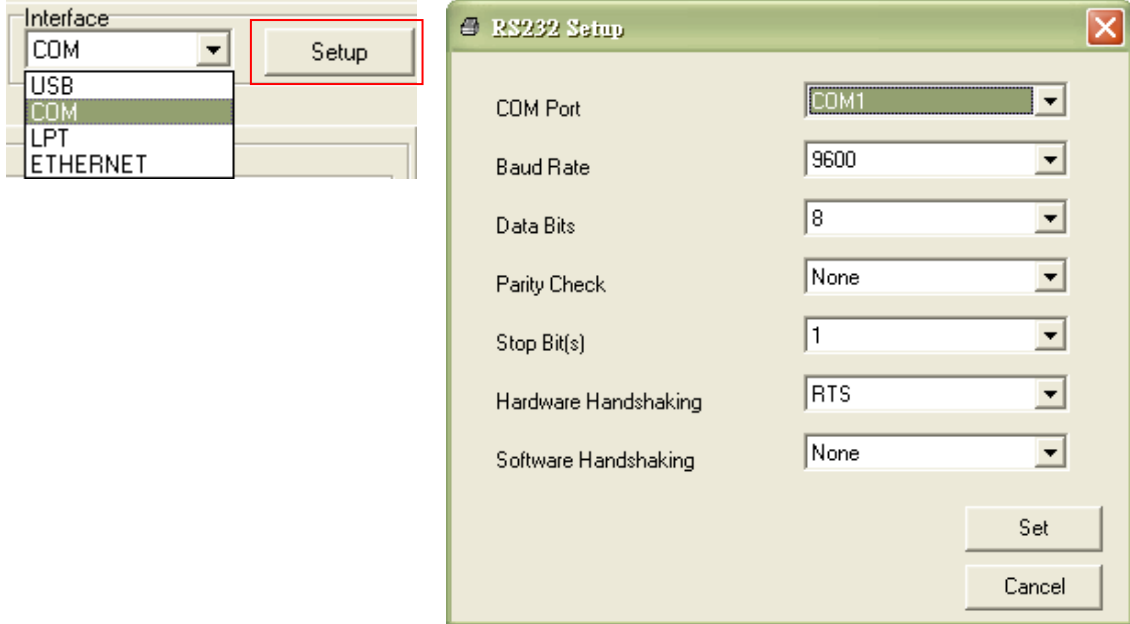 Interface
COM
Setup
USB
COM
LPT
ETHERNET
RS232 Setup
COM Port COM1
Baud Rate 9600
Data Bits 8
Parity Check None
Stop Bit(s) 1
Hardware Handshaking RTS
Software Handshaking None
Set
Cancel